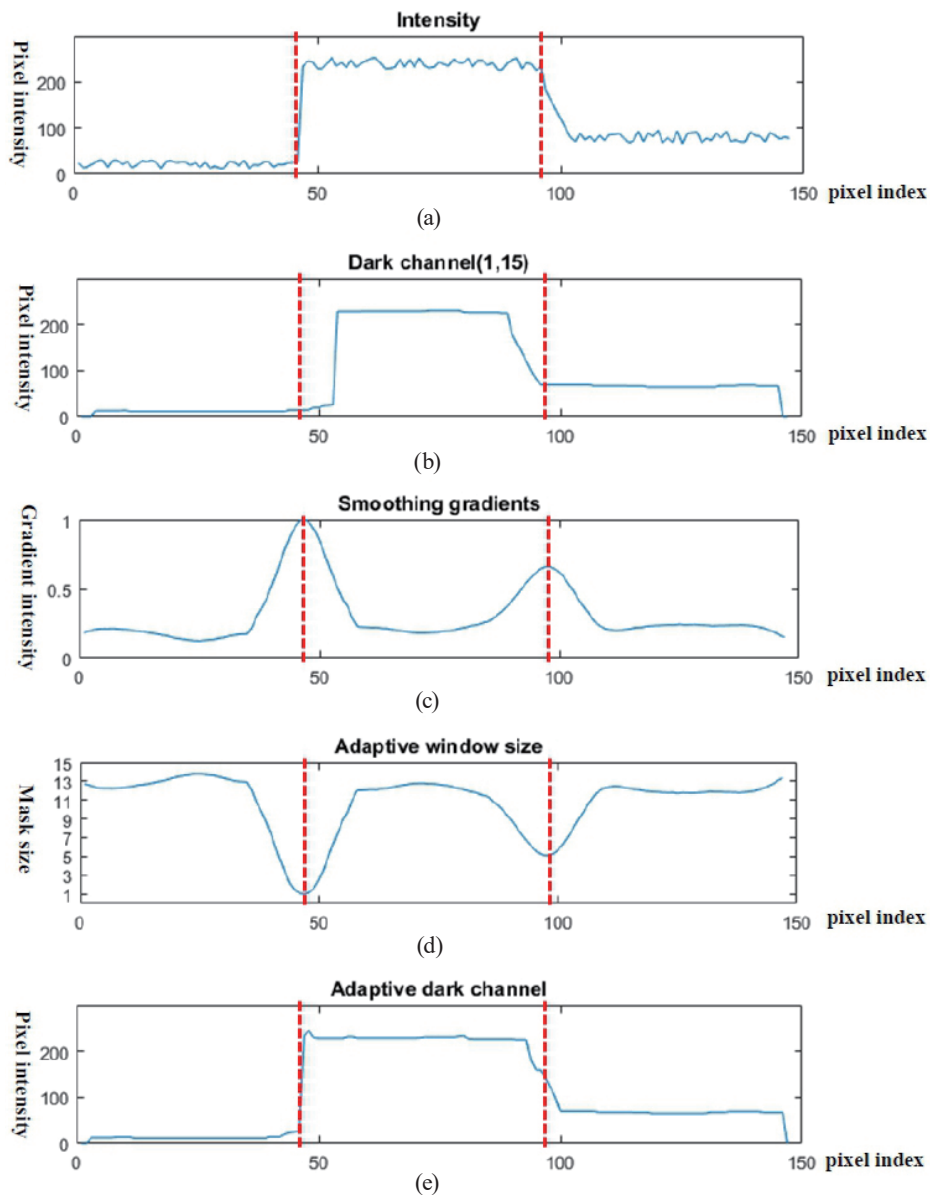 Intensity
Pixel intensity
200
100
0
0 50 100 150 pixel index
(a)
Dark channel(1,15)
Pixel intensity
200
100
0
0 50 100 150 pixel index
(b)
Smoothing gradients
Gradient intensity
1
0.5
0
0 50 100 150 pixel index
(c)
Adaptive window size
Mask size
15
13
11
9
7
5
3
1
0 50 100 150 pixel index
(d)
Adaptive dark channel
Pixel intensity
200
100
0
0 50 100 150 pixel index
(e)